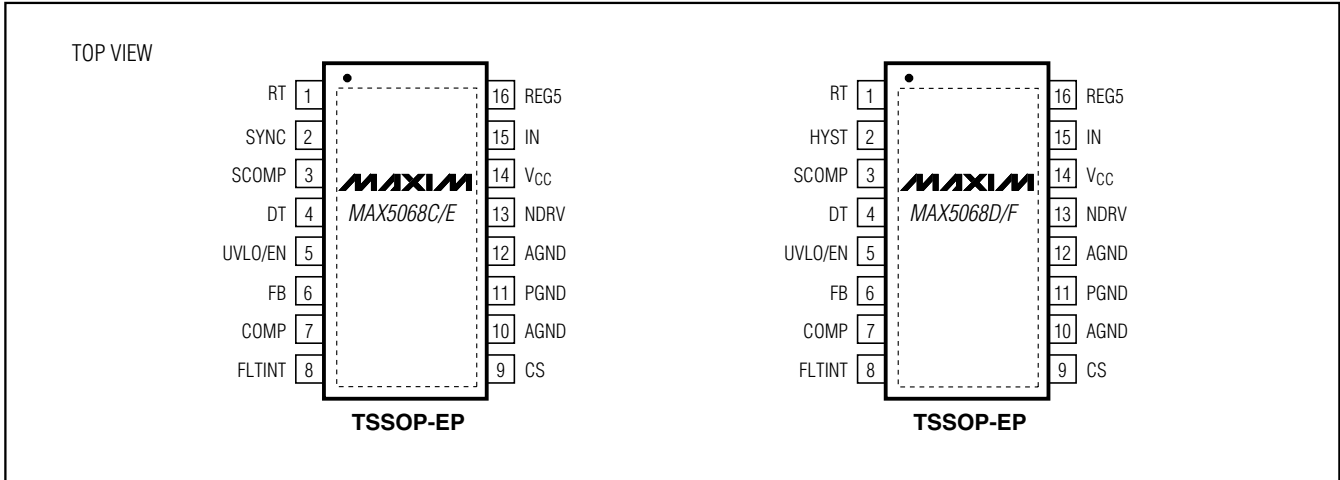 TOP VIEW
RT 1
SYNC 2
SCOMP 3
DT 4
UVLO/EN 5
FB 6
COMP 7
FLTINT 8
MAXIM
MAX5068C/E
16 REG5
15 IN
14 VCC
13 NDRV
12 AGND
11 PGND
10 AGND
9 CS
TSSOP-EP
RT 1
HYST 2
SCOMP 3
DT 4
UVLO/EN 5
FB 6
COMP 7
FLTINT 8
MAXIM
MAX5068D/F
16 REG5
15 IN
14 VCC
13 NDRV
12 AGND
11 PGND
10 AGND
9 CS
TSSOP-EP